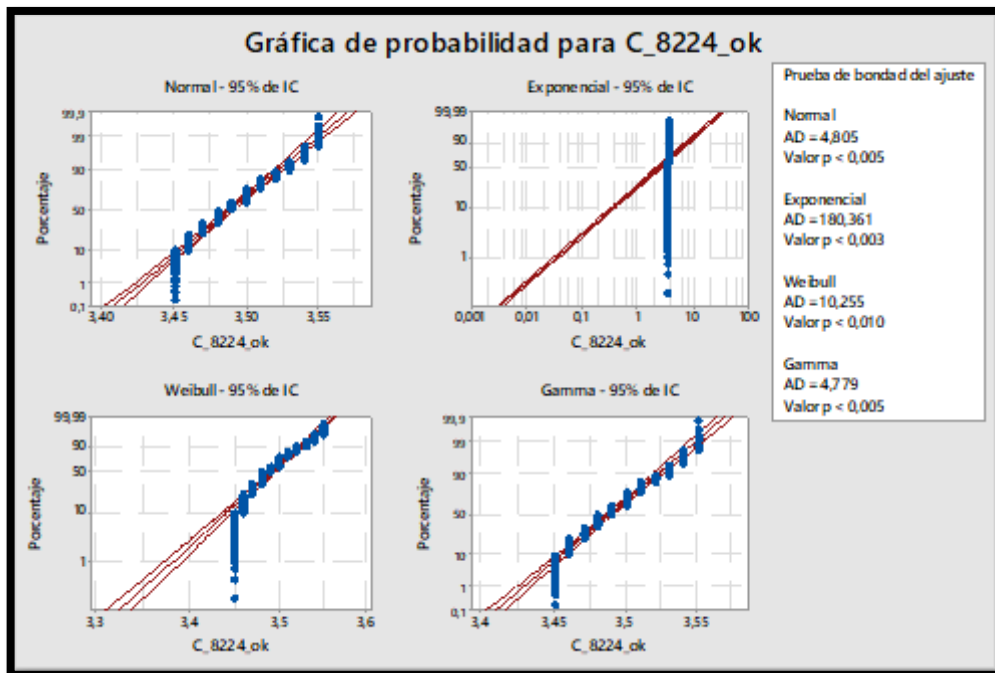 Gráfica de probabilidad para C_8224_ok
Normal - 95% de IC
99,9
99
90
50
10
1
0,1
Porcentaje
3,40
3,45
3,50
3,55
C_8224_ok
Exponencial - 95% de IC
99,99
90
50
10
1
Porcentaje
0,001
0,01
0,1
1
10
100
C_8224_ok
Weibull - 95% de IC
99,99
90
50
10
1
Porcentaje
3,3
3,4
3,5
3,6
C_8224_ok
Gamma - 95% de IC
99,9
99
90
50
10
1
0,1
Porcentaje
3,4
3,45
3,5
3,55
C_8224_ok
Prueba de bondad del ajuste
Normal
AD = 4,805
Valor p < 0,005
Exponencial
AD = 180,361
Valor p < 0,003
Weibull
AD = 10,255
Valor p < 0,010
Gamma
AD = 4,779
Valor p < 0,005